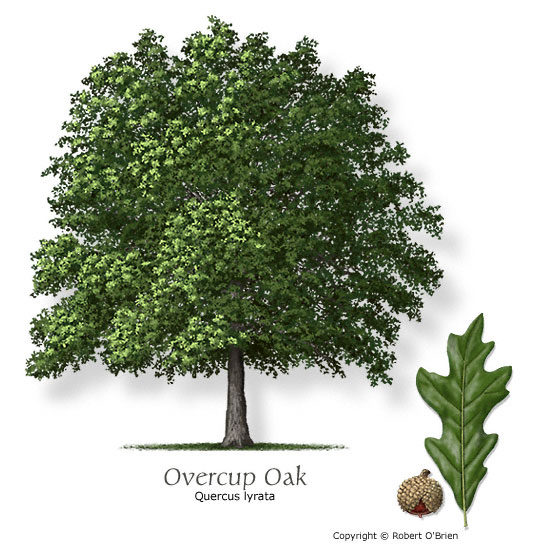 Overcup Oak
Quercus lyrata
Copyright © Robert O'Brien